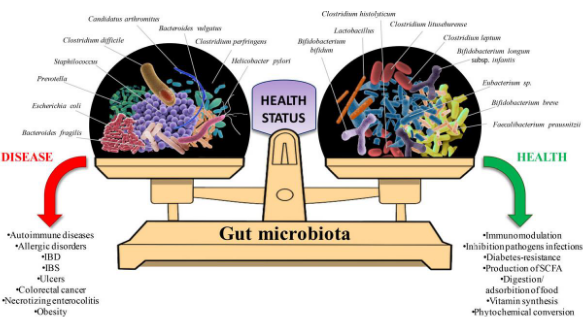 Candidatus arthromitus
Bacteroides vulgatus
Clostridium difficile
Clostridium perfringens
Staphilococcu
Helicobacter pylori
Prevotella
Escherichia coli
Bacteroides fragilis
Clostridium histolyticum
Clostridium lituseburense
Lactobacillus
Clostridium leptum
Bifidobacterium
bifidum
Bifidobacterium longum
subsp. infantis
Eubacterium sp.
Bifidobacterium breve
Faecalibacterium prausnitzii
HEALTH
STATUS
DISEASE
HEALTH
Gut microbiota
•Autoimmune diseases
•Allergic disorders
•IBD
•IBS
•Ulcers
•Colorectal cancer
•Necrotizing enterocolitis
•Obesity
•Immunomodulation
•Inhibition pathogens infections
•Diabetes-resistance
•Production of SCFA
•Digestion/
adsorbition of food
•Vitamin synthesis
•Phytochemical conversion